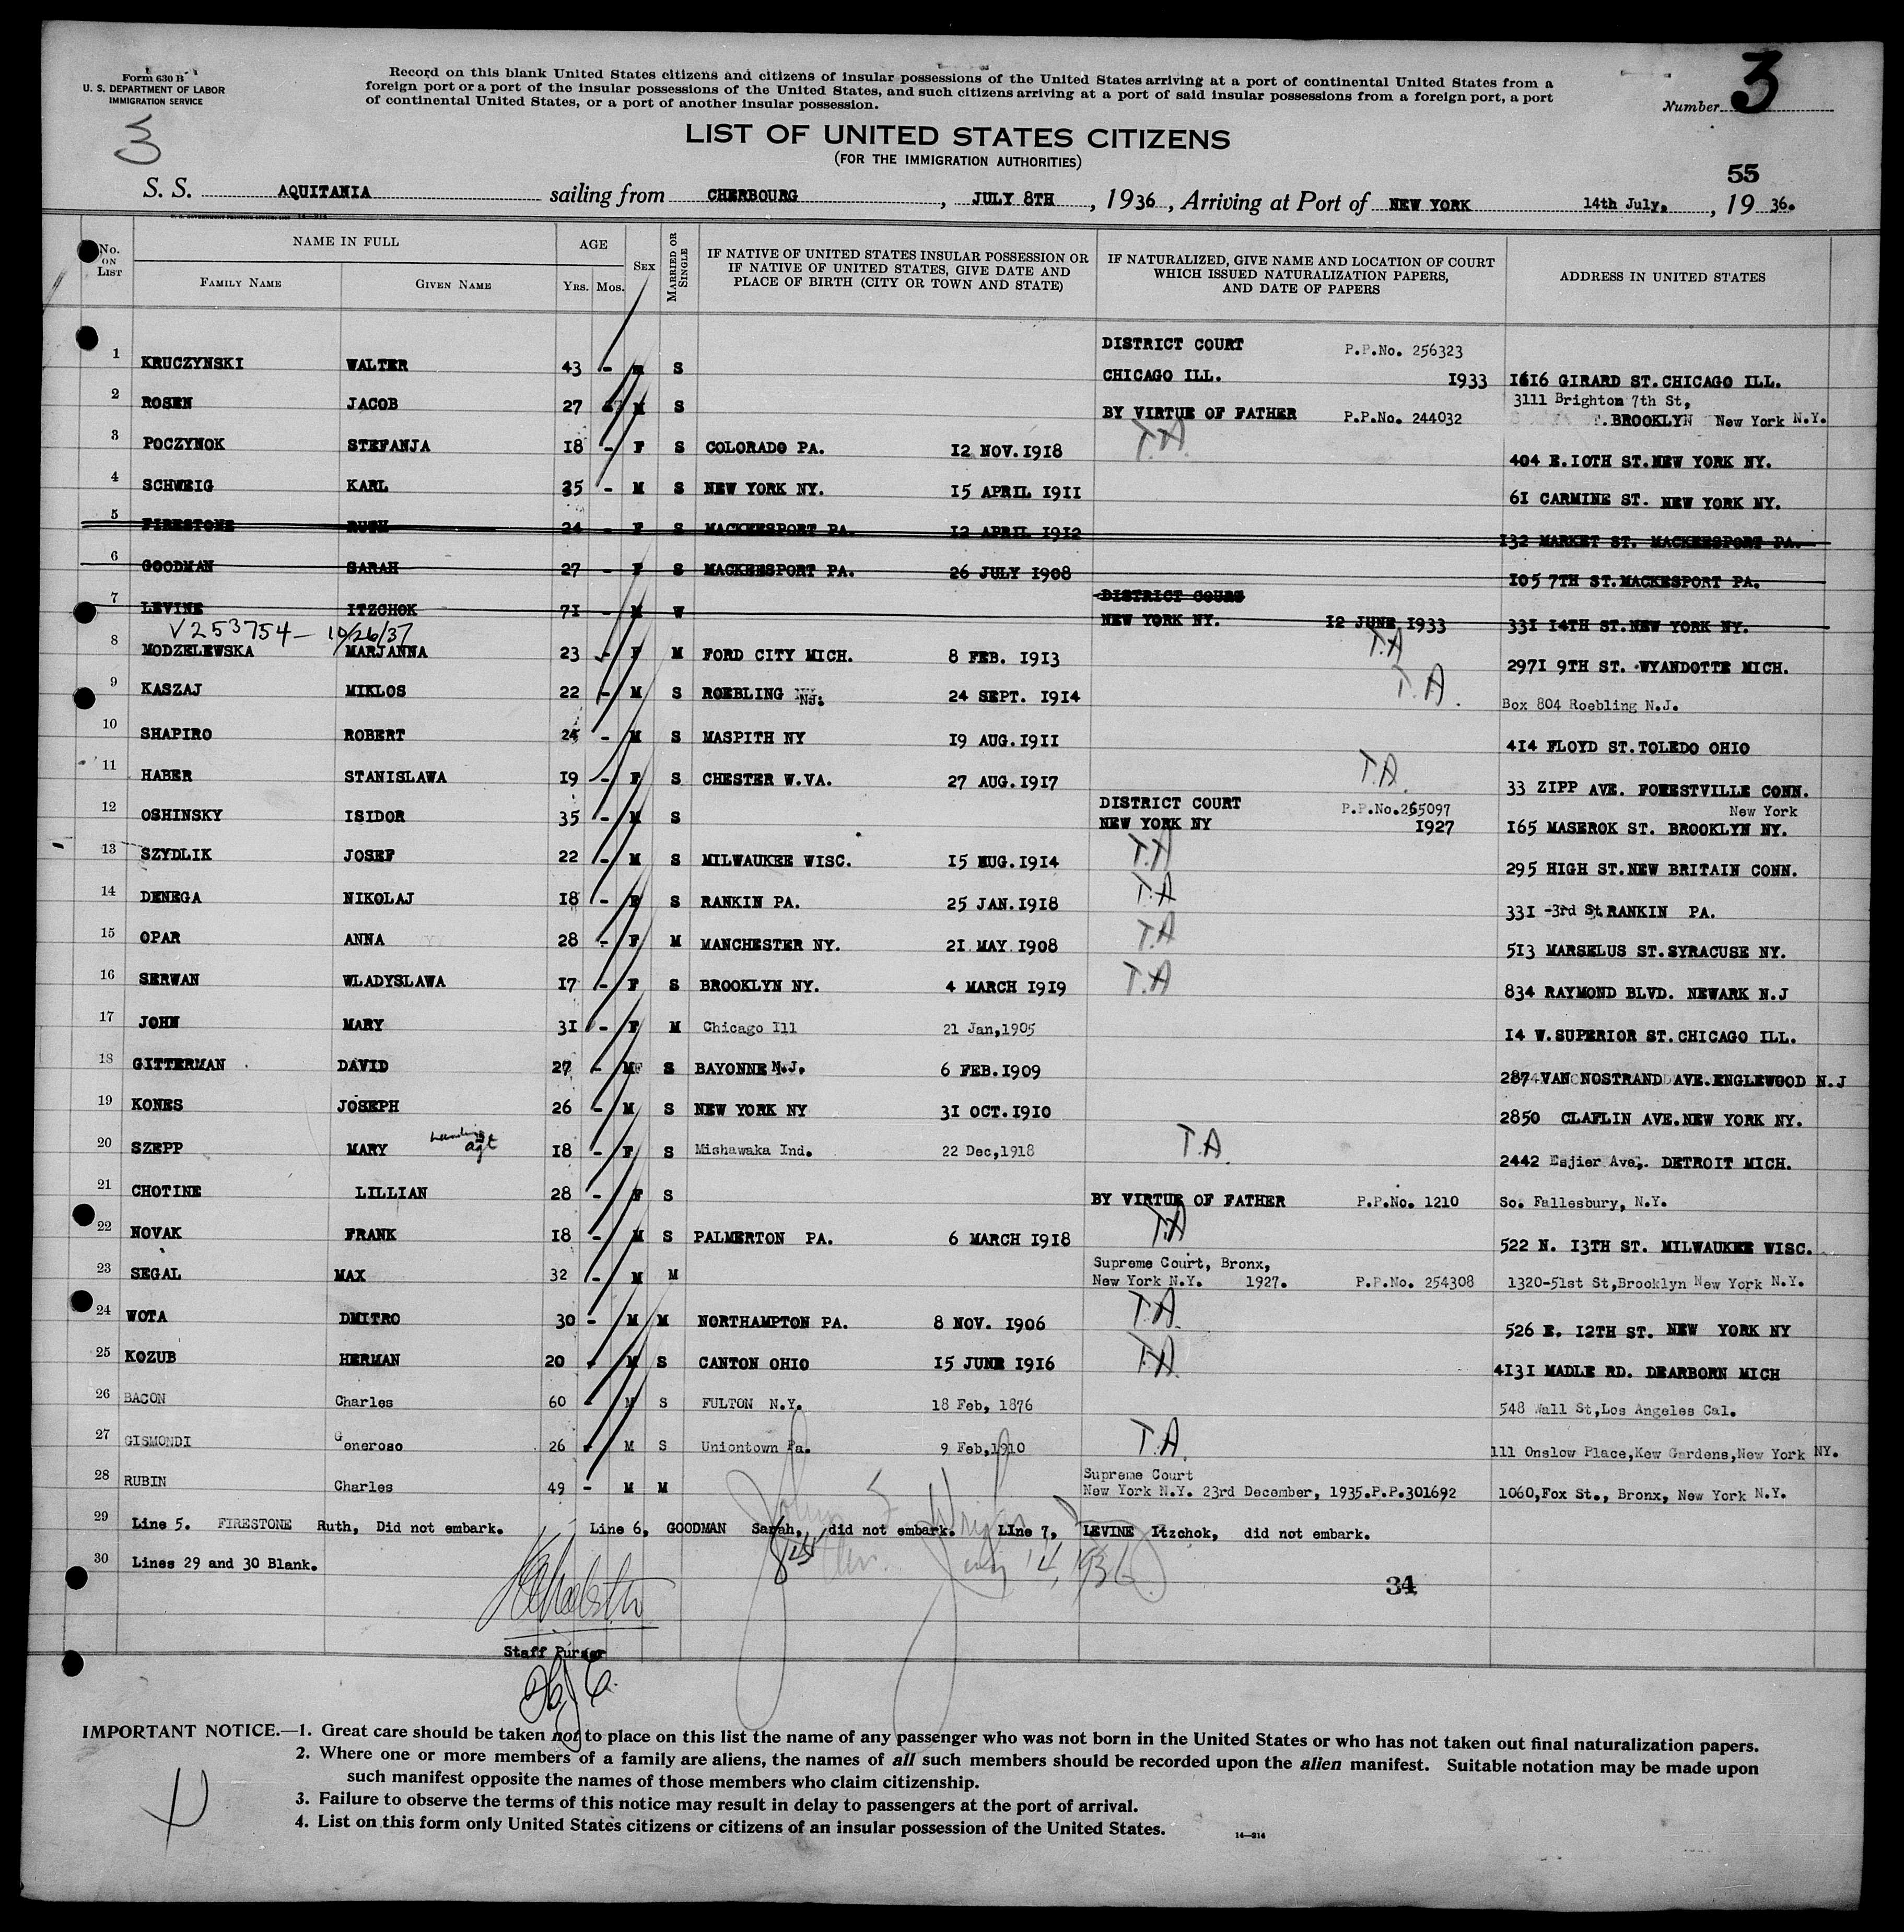 Form 630 B
U. S. DEPARTMENT OF LABOR
IMMIGRATION SERVICE
3
Record on this blank United States citizens and citizens of insular possessions of the United States arriving at a port of continental United States from a
foreign port or a port of the insular possessions of the United States, and such citizens arriving at a port of said insular possessions from a foreign port, a port
of continental United States, or a port of another insular possession.
Number 3
LIST OF UNITED STATES CITIZENS
(FOR THE IMMIGRATION AUTHORITIES)
55
S. S. AQUITANIA sailing from CHERBOURG, JULY 8TH, 1936, Arriving at Port of NEW YORK 14th July., 1936.
No. ON LIST NAME IN FULL AGE SEX MARRIED OR SINGLE IF NATIVE OF UNITED STATES INSULAR POSSESSION OR IF NATIVE OF UNITED STATES, GIVE DATE AND PLACE OF BIRTH (CITY OR TOWN AND STATE) IF NATURALIZED, GIVE NAME AND LOCATION OF COURT WHICH ISSUED NATURALIZATION PAPERS, AND DATE OF PAPERS ADDRESS IN UNITED STATES
FAMILY NAME GIVEN NAME YRS. MOS.
DISTRICT COURT P.P.No. 256323
1 KRUCZYNSKI WALTER 43 - M S CHICAGO ILL. 1933 1616 GIRARD ST.CHICAGO ILL.
3111 Brighton 7th St,
2 ROSEN JACOB 27 M S BY VIRTUE OF FATHER P.P.No. 244032 BROOKLYN New York N.Y.
3 POCZYNOK STEFANJA 18 - F S COLORADO PA. 12 NOV.1918 T.A. 404 E.10TH ST.NEW YORK NY.
4 SCHWEIG KARL 25 - M S NEW YORK NY. 15 APRIL 1911 61 CARMINE ST. NEW YORK NY.
5 FIRESTONE RUTH 24 - F S MACKEESPORT PA. 12 APRIL 1912 132 MARKET ST. MACKEESPORT PA.
6 GOODMAN SARAH 27 - F S MACKEESPORT PA. 26 JULY 1908 105 7TH ST.MACKESPORT PA.
DISTRICT COURT
7 LEVINE ITZCHOK 71 - M W NEW YORK NY. 12 JUNE 1933 331 14TH ST.NEW YORK NY.
V253754 - 10/26/37
8 MODZELEWSKA MARJANNA 23 - F M FORD CITY MICH. 8 FEB. 1913 T.A 2971 9TH ST. WYANDOTTE MICH.
9 KASZAJ MIKLOS 22 - M S ROEBLING NJ. 24 SEPT. 1914 T.A. Box 804 Roebling N.J.
10 SHAPIRO ROBERT 24 - M S MASPITH NY 19 AUG.1911 414 FLOYD ST.TOLEDO OHIO
11 HABER STANISLAWA 19 - F S CHESTER W.VA. 27 AUG.1917 T.A. 33 ZIPP AVE. FORESTVILLE CONN.
DISTRICT COURT P.P.No.265097 New York
12 OSHINSKY ISIDOR 35 - M S NEW YORK NY 1927 165 MASEROK ST. BROOKLYN NY.
13 SZYDLIK JOSEF 22 - M S MILWAUKEE WISC. 15 AUG.1914 T.A 295 HIGH ST.NEW BRITAIN CONN.
14 DENEGA NIKOLAJ 18 - S RANKIN PA. 25 JAN.1918 T.A 331 -3rd St RANKIN PA.
15 OPAR ANNA 28 - F M MANCHESTER NY. 21 MAY 1908 T.A 513 MARSELUS ST.SYRACUSE NY.
16 SERWAN WLADYSLAWA 17 - F S BROOKLYN NY. 4 MARCH 1919 T.A 834 RAYMOND BLVD. NEWARK N.J
17 JOHN MARY 31 - F M Chicago Ill 21 Jan,1905 14 W.SUPERIOR ST.CHICAGO ILL.
18 GITTERMAN DAVID 27 - M S BAYONNE N.J. 6 FEB.1909 287 VAN NOSTRAND AVE.ENGLEWOOD N.J
19 KONES JOSEPH 26 - M S NEW YORK NY 31 OCT.1910 2850 CLAFLIN AVE.NEW YORK NY.
20 SZEPP MARY Landing agt 18 - F S Mishawaka Ind. 22 Dec,1918 T.A. 2442 Esjier Ave,. DETROIT MICH.
21 CHOTINE LILLIAN 28 - F S BY VIRTUE OF FATHER P.P.No. 1210 So. Fallesbury, N.Y.
22 NOVAK FRANK 18 - M S PALMERTON PA. 6 MARCH 1918 T.A 522 N. 13TH ST. MILWAUKEE WISC.
Supreme Court, Bronx,
23 SEGAL MAX 32 - M M New York N.Y. 1927. P.P.No. 254308 1320-51st St,Brooklyn New York N.Y.
24 WOTA DMITRO 30 - M M NORTHAMPTON PA. 8 NOV. 1906 T.A. 526 E. 12TH ST. NEW YORK NY
25 KOZUB HERMAN 20 - M S CANTON OHIO 15 JUNE 1916 T.A. 4131 MADLE RD. DEARBORN MICH
26 BACON Charles 60 - M S FULTON N.Y. 18 Feb, 1876 548 Wall St,Los Angeles Cal.
27 GISMONDI Generoso 26 - M S Uniontown Pa. 9 Feb,1910 T.A. 111 Onslow Place,Kew Gardens,New York NY.
Supreme Court
28 RUBIN Charles 49 - M M New York N.Y. 23rd December, 1935.P.P.301692 1060,Fox St., Bronx, New York N.Y.
29 Line 5. FIRESTONE Ruth, Did not embark. Line 6, GOODMAN Sarah, did not embark. LIne 7, LEVINE Itzchok, did not embark.
30 Lines 29 and 30 Blank.
July 14, 1936
34
Staff Purser
IMPORTANT NOTICE.—1. Great care should be taken not to place on this list the name of any passenger who was not born in the United States or who has not taken out final naturalization papers.
2. Where one or more members of a family are aliens, the names of all such members should be recorded upon the alien manifest. Suitable notation may be made upon
such manifest opposite the names of those members who claim citizenship.
3. Failure to observe the terms of this notice may result in delay to passengers at the port of arrival.
4. List on this form only United States citizens or citizens of an insular possession of the United States.
14—214